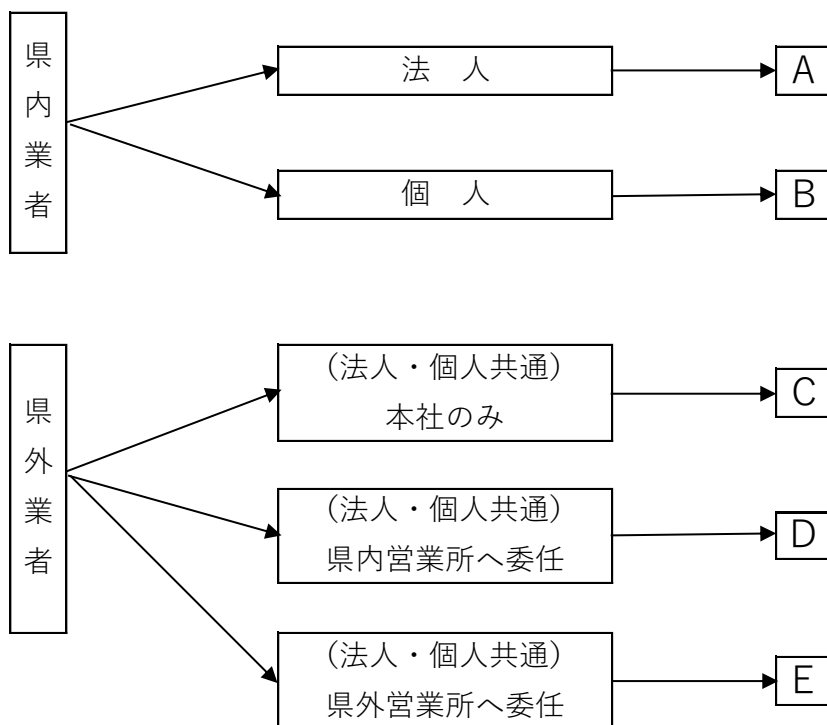 県内業者
法　人
A
個　人
B
県外業者
(法人・個人共通)
本社のみ
C
(法人・個人共通)
県内営業所へ委任
D
(法人・個人共通)
県外営業所へ委任
E